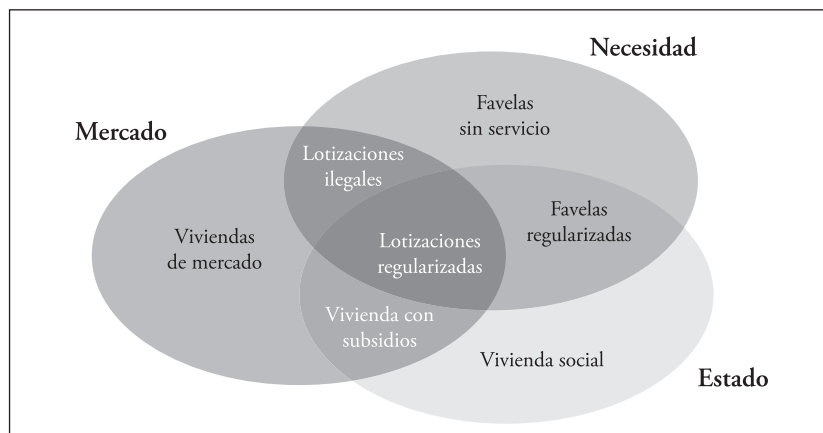 Necesidad
Mercado
Favelas
sin servicio
Lotizaciones
ilegales
Favelas
regularizadas
Viviendas
de mercado
Lotizaciones
regularizadas
Vivienda con
subsidios
Vivienda social
Estado